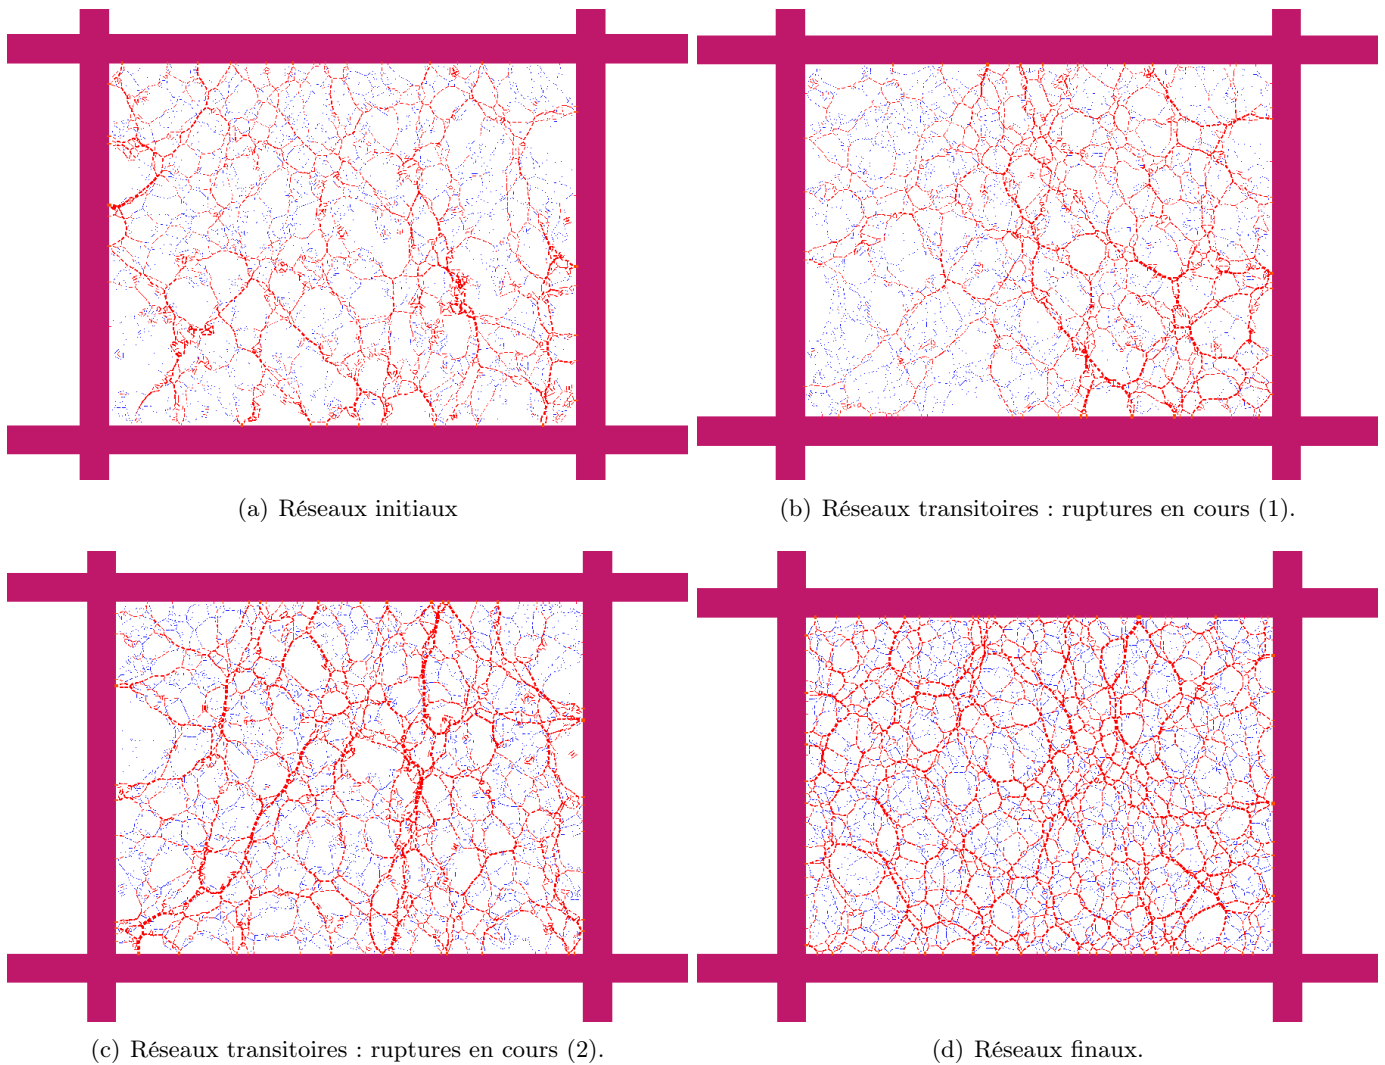 (a) Réseaux initiaux
(b) Réseaux transitoires : ruptures en cours (1).
(c) Réseaux transitoires : ruptures en cours (2).
(d) Réseaux finaux.